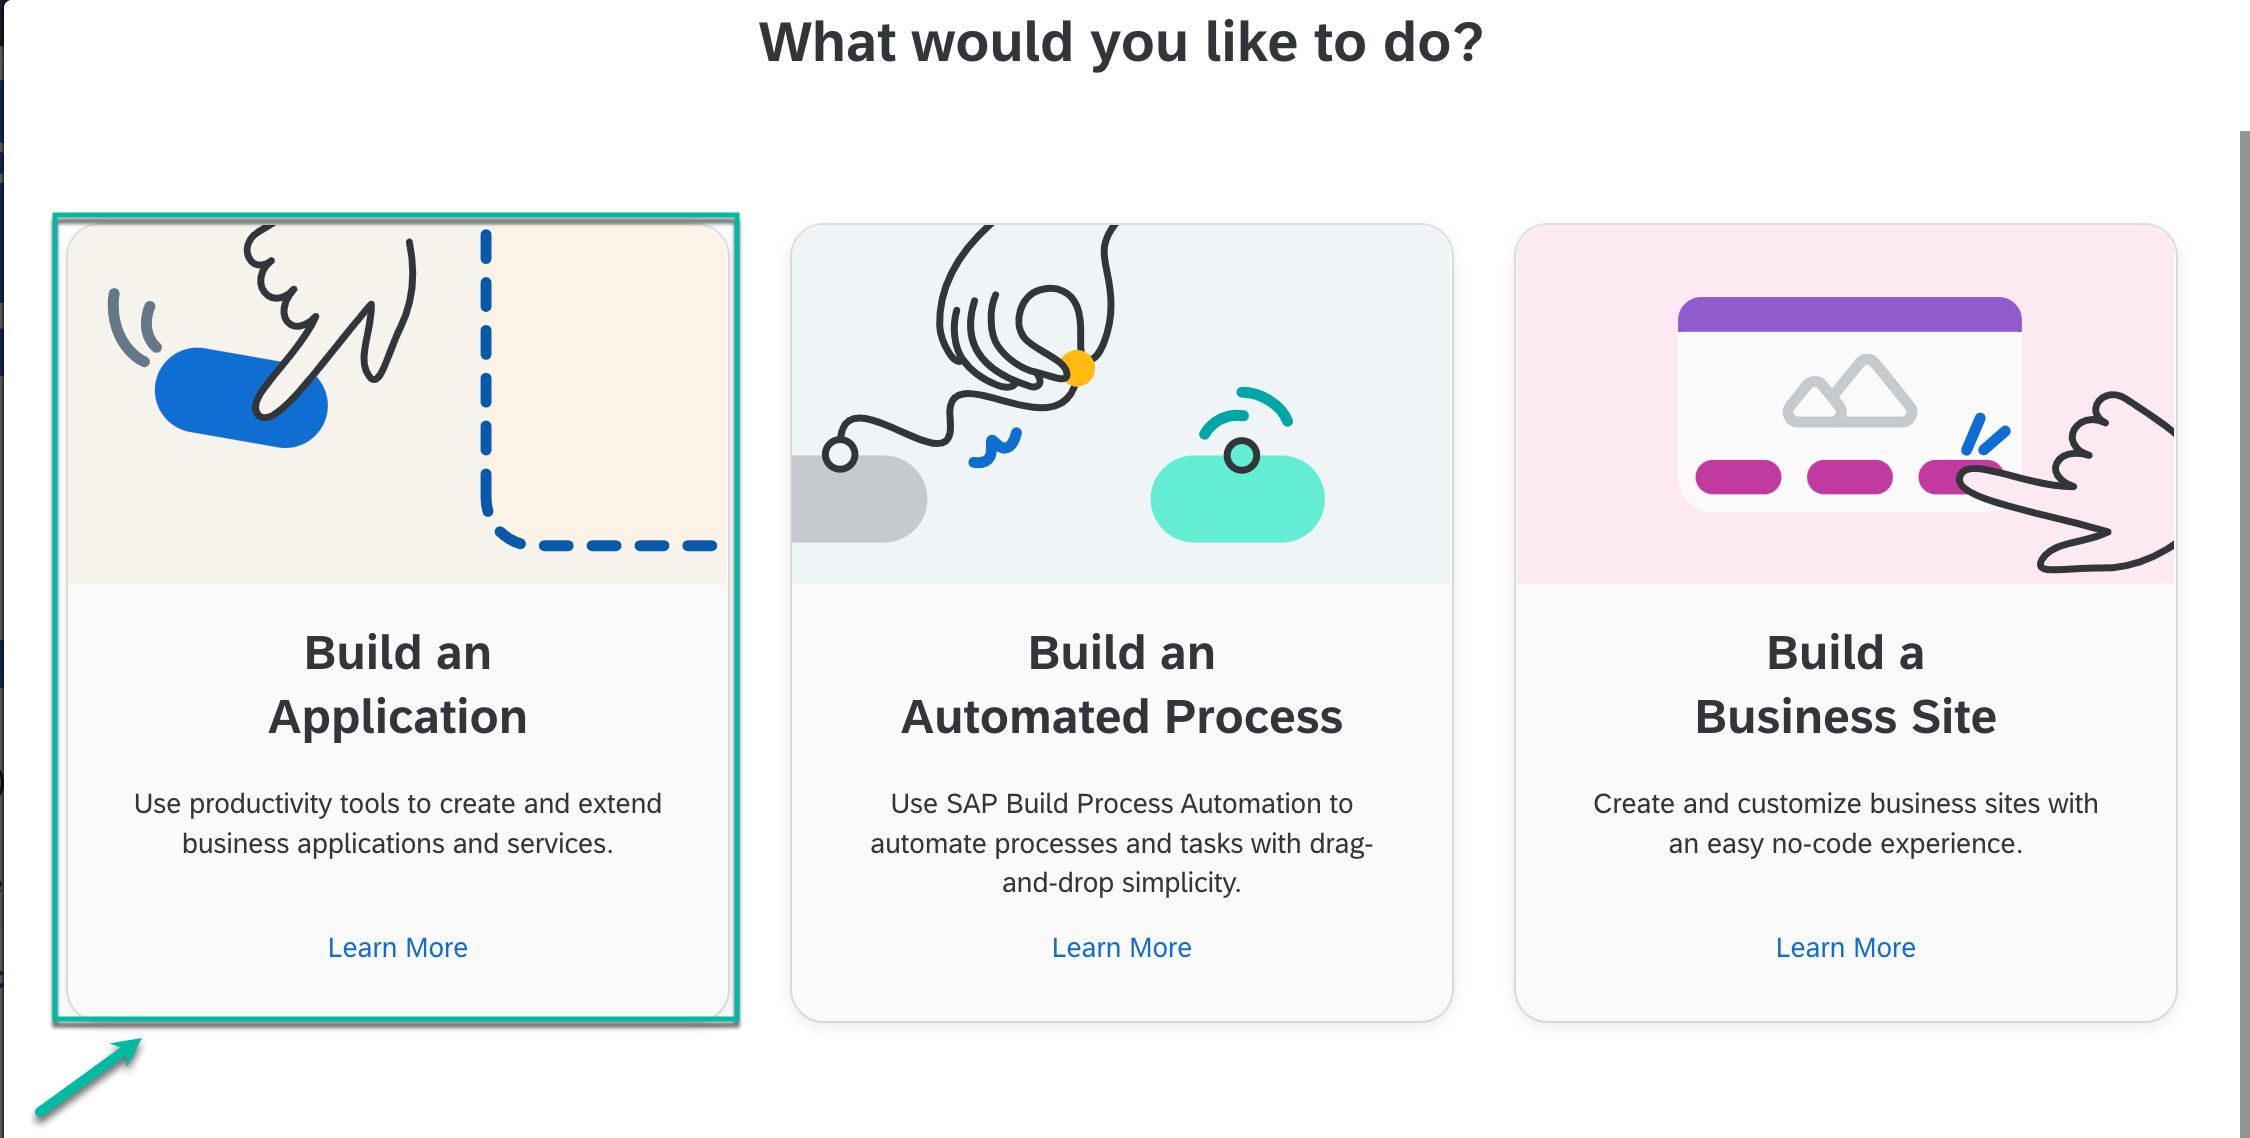 What would you like to do?
Build an
Application
Use productivity tools to create and extend
business applications and services.
Learn More
Build an
Automated Process
Use SAP Build Process Automation to
automate processes and tasks with drag-
and-drop simplicity.
Learn More
Build a
Business Site
Create and customize business sites with
an easy no-code experience.
Learn More